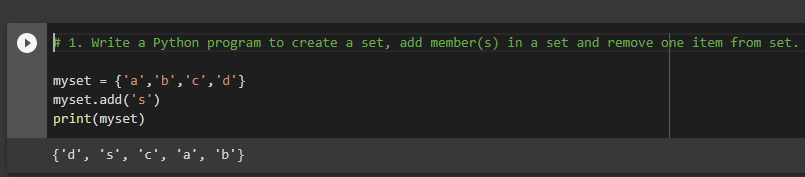 # 1. Write a Python program to create a set, add member(s) in a set and remove one item from set.
myset = {'a','b','c','d'}
myset.add('s')
print(myset)
{'d', 's', 'c', 'a', 'b'}